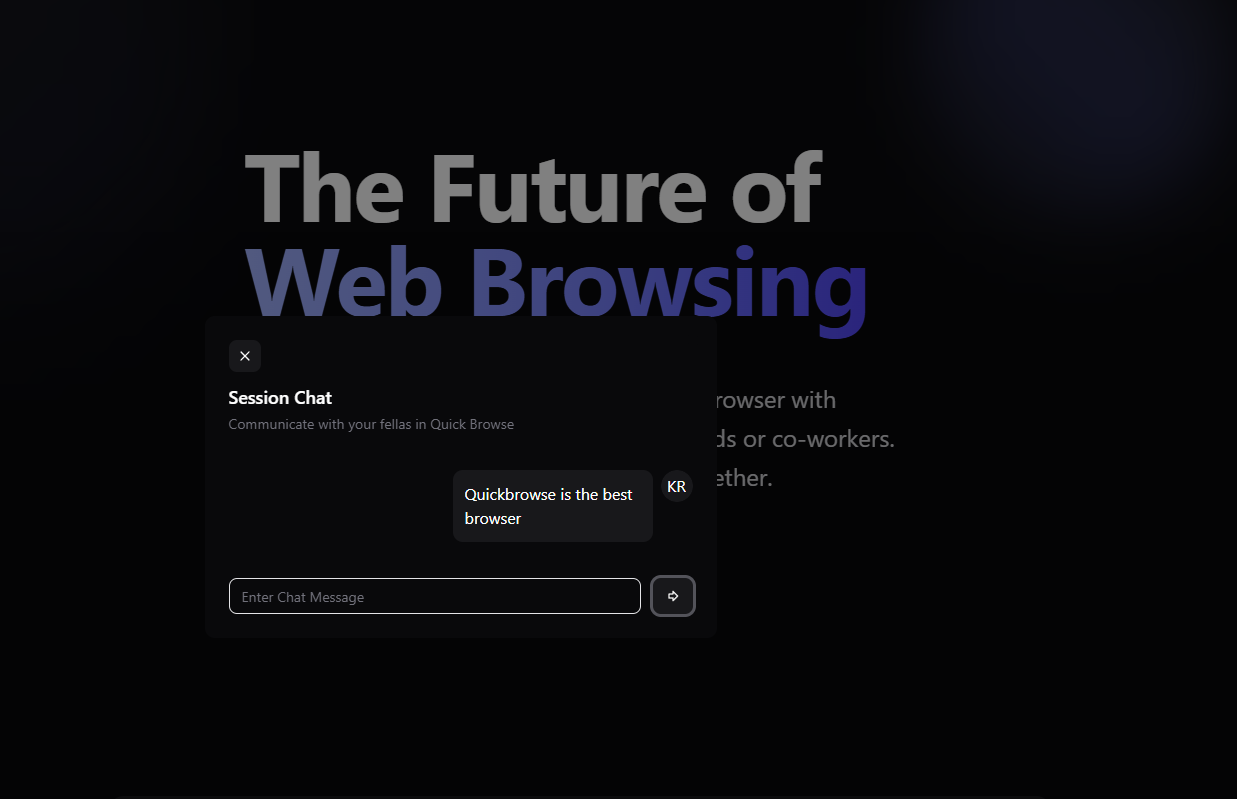 The Future of
Web Browsing
Session Chat
Communicate with your fellas in Quick Browse
rowser with
ds or co-workers.
ether.
Quickbrowse is the best
browser
KR
Enter Chat Message